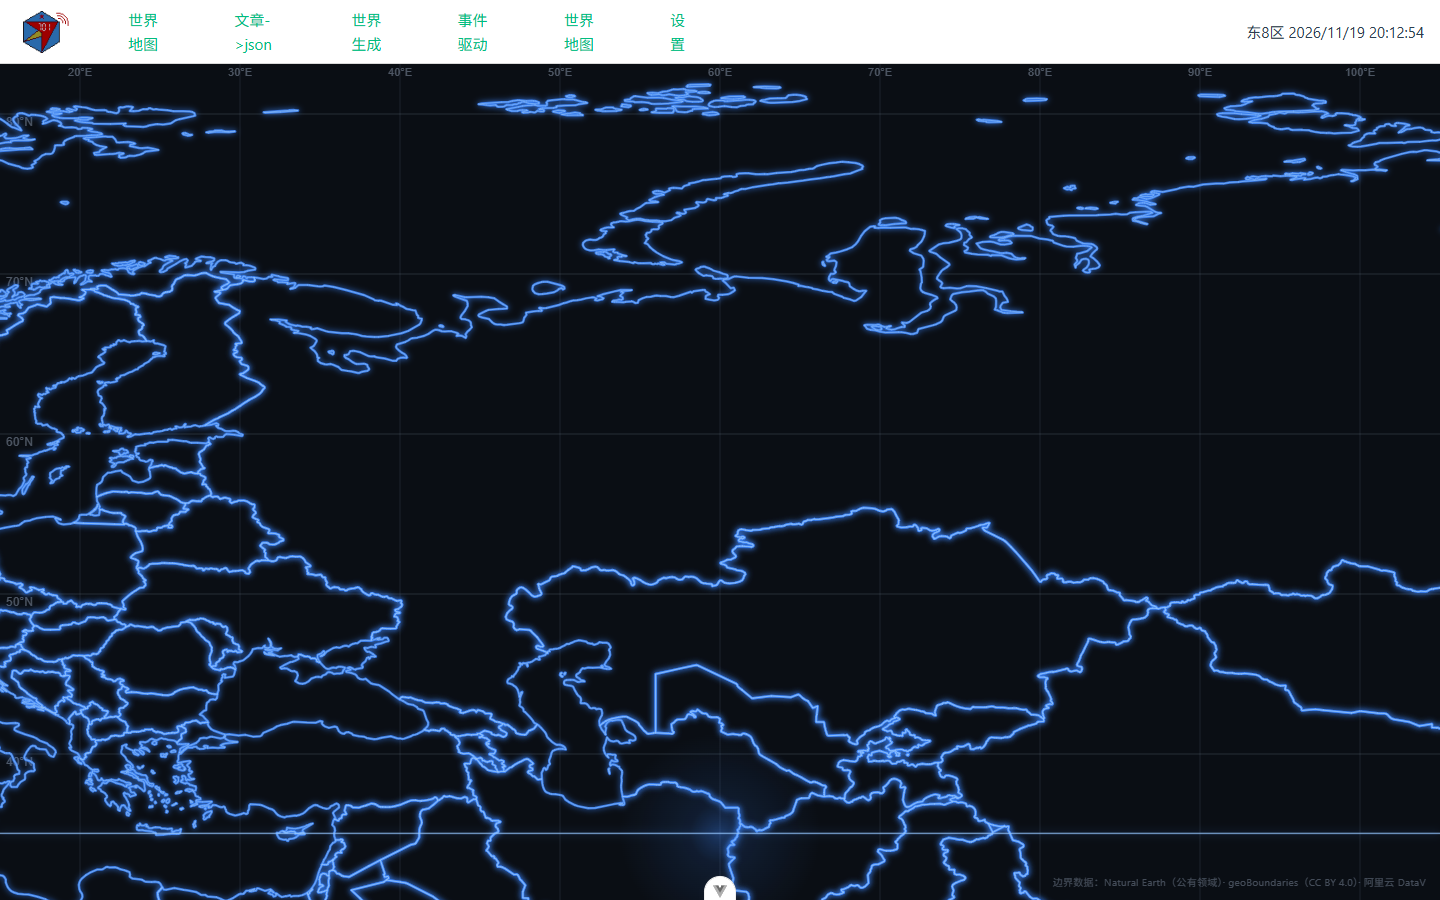 世界地图
文章->json
世界生成
事件驱动
世界地图
设置
东8区 2026/11/19 20:12:54
20°E
30°E
40°E
50°E
60°E
70°E
80°E
90°E
100°E
80°N
70°N
60°N
50°N
40°N
边界数据：Natural Earth（公有领域）· geoBoundaries（CC BY 4.0）· 阿里云 DataV